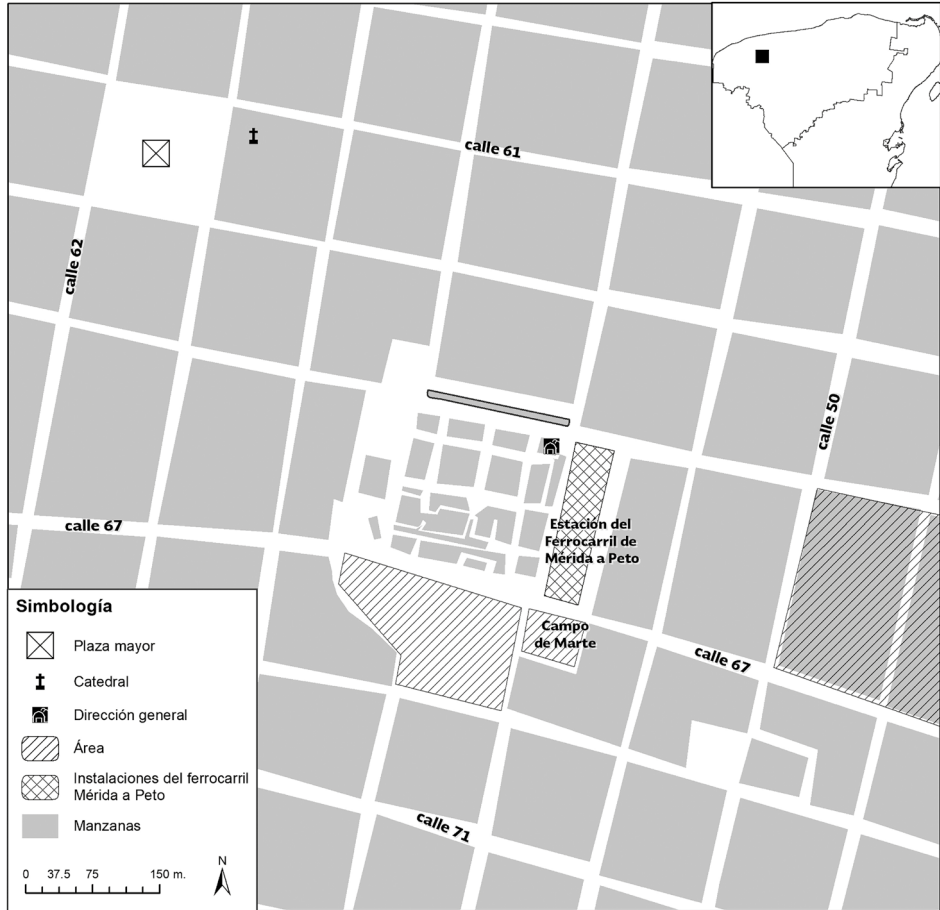 calle 61
calle 62
calle 50
calle 67
Estación del
Ferrocarril de
Mérida a Peto
Campo
de Marte
calle 67
calle 71
Simbología
Plaza mayor
Catedral
Dirección general
Área
Instalaciones del ferrocarril
Mérida a Peto
Manzanas
0 37.5 75 150 m.
N